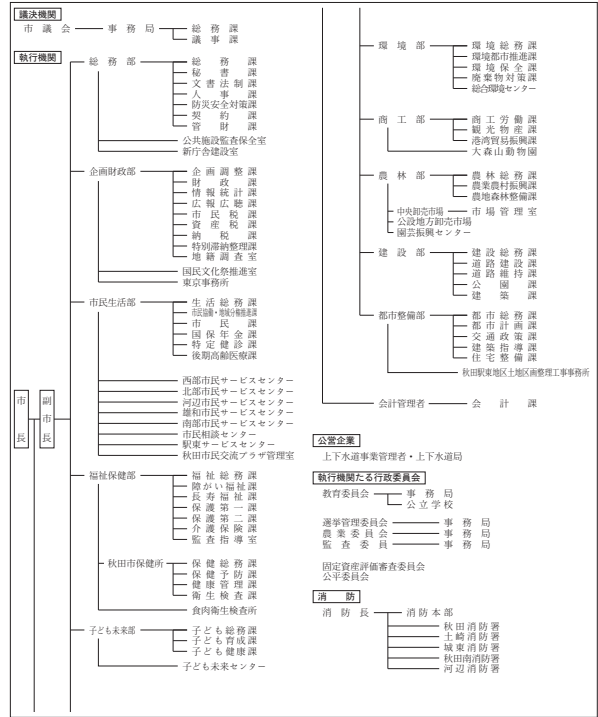 議決機関
市議会 事務局 総務課
議事課
執行機関
総務部 総務課
秘書課
文書法制課
人事課
防災安全対策課
契約課
管財課
公共施設監査保全室
新庁舎建設室
企画財政部 企画調整課
財政課
情報統計課
広報広聴課
市民税課
資産税課
納税課
特別滞納整理課
地籍調査室
国民文化祭推進室
東京事務所
市民生活部 生活総務課
市民協働・地域分権推進課
市民課
国保年金課
特定健診課
後期高齢医療課
西部市民サービスセンター
北部市民サービスセンター
河辺市民サービスセンター
雄和市民サービスセンター
南部市民サービスセンター
市民相談センター
駅東サービスセンター
秋田市民交流プラザ管理室
市長 副市長
福祉保健部 福祉総務課
障がい福祉課
長寿福祉課
保護第一課
保護第二課
介護保険課
監査指導室
秋田市保健所 保健総務課
保健予防課
健康管理課
衛生検査課
食肉衛生検査所
子ども未来部 子ども総務課
子ども育成課
子ども健康課
子ども未来センター
環境部 環境総務課
環境都市推進課
環境保全課
廃棄物対策課
総合環境センター
商工部 商工労働課
観光物産課
港湾貿易振興課
大森山動物園
農林部 農林総務課
農業農村振興課
農地森林整備課
中央卸売市場 市場管理室
公設地方卸売市場
園芸振興センター
建設部 建設総務課
道路建設課
道路維持課
公園課
建築課
都市整備部 都市総務課
都市計画課
交通政策課
建築指導課
住宅整備課
秋田駅東地区土地区画整理工事事務所
会計管理者 会計課
公営企業
上下水道事業管理者・上下水道局
執行機関たる行政委員会
教育委員会 事務局
公立学校
選挙管理委員会 事務局
農業委員会 事務局
監査委員 事務局
固定資産評価審査委員会
公平委員会
消防
消防長 消防本部
秋田消防署
土崎消防署
城東消防署
秋田南消防署
河辺消防署